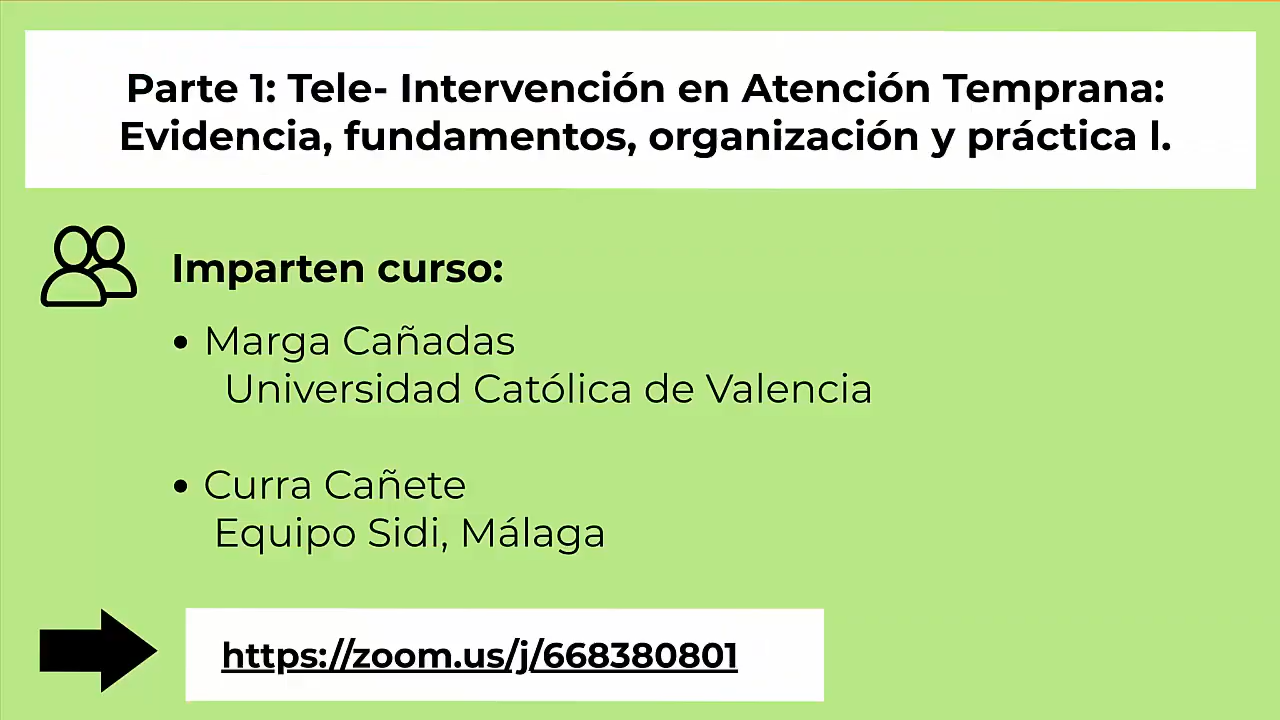 Parte 1: Tele- Intervención en Atención Temprana:
Evidencia, fundamentos, organización y práctica l.
Imparten curso:
• Marga Cañadas
Universidad Católica de Valencia
• Curra Cañete
Equipo Sidi, Málaga
https://zoom.us/j/668380801